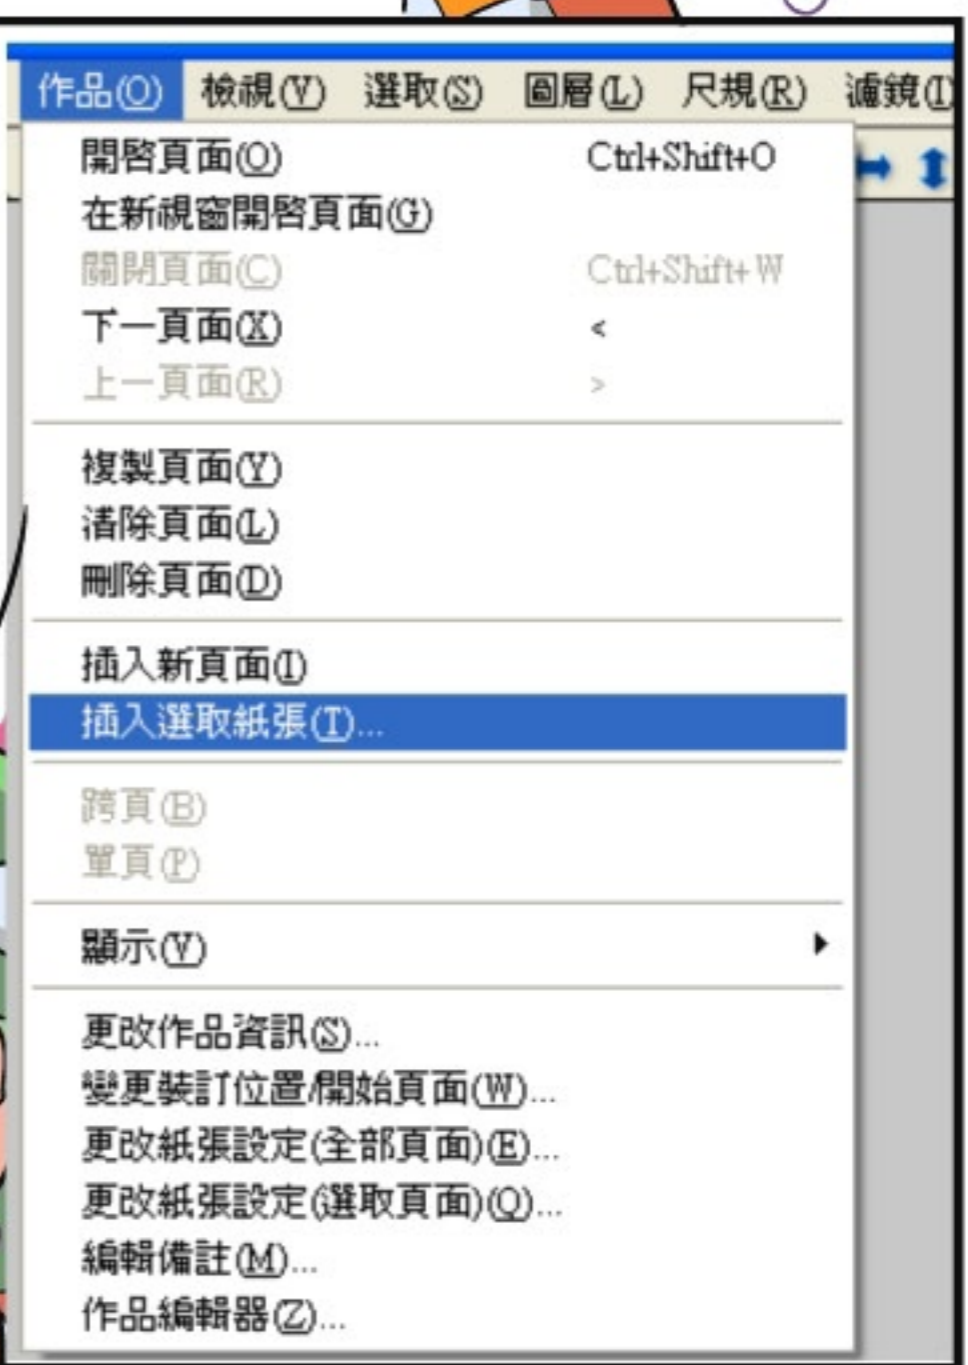 作品(O) 檢視(V) 選取(S) 圖層(L) 尺規(R) 濾鏡(I)
開啓頁面(O) Ctrl+Shift+O
在新視窗開啓頁面(G)
關閉頁面(C) Ctrl+Shift+W
下一頁面(X) <
上一頁面(R) >
複製頁面(Y)
清除頁面(L)
刪除頁面(D)
插入新頁面(I)
插入選取紙張(T)...
跨頁(B)
單頁(P)
顯示(V)
更改作品資訊(S)...
變更裝訂位置/開始頁面(W)...
更改紙張設定(全部頁面)(E)...
更改紙張設定(選取頁面)(Q)...
編輯備註(M)...
作品編輯器(Z)...